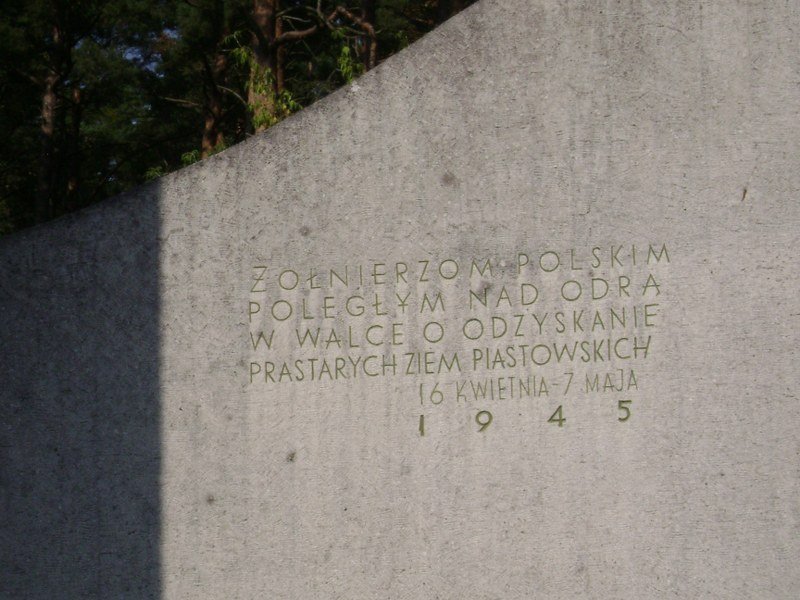 ŻOŁNIERZOM POLSKIM
POLEGŁYM NAD ODRĄ
W WALCE O ODZYSKANIE
PRASTARYCH ZIEM PIASTOWSKICH
16 KWIETNIA-7 MAJA
1945